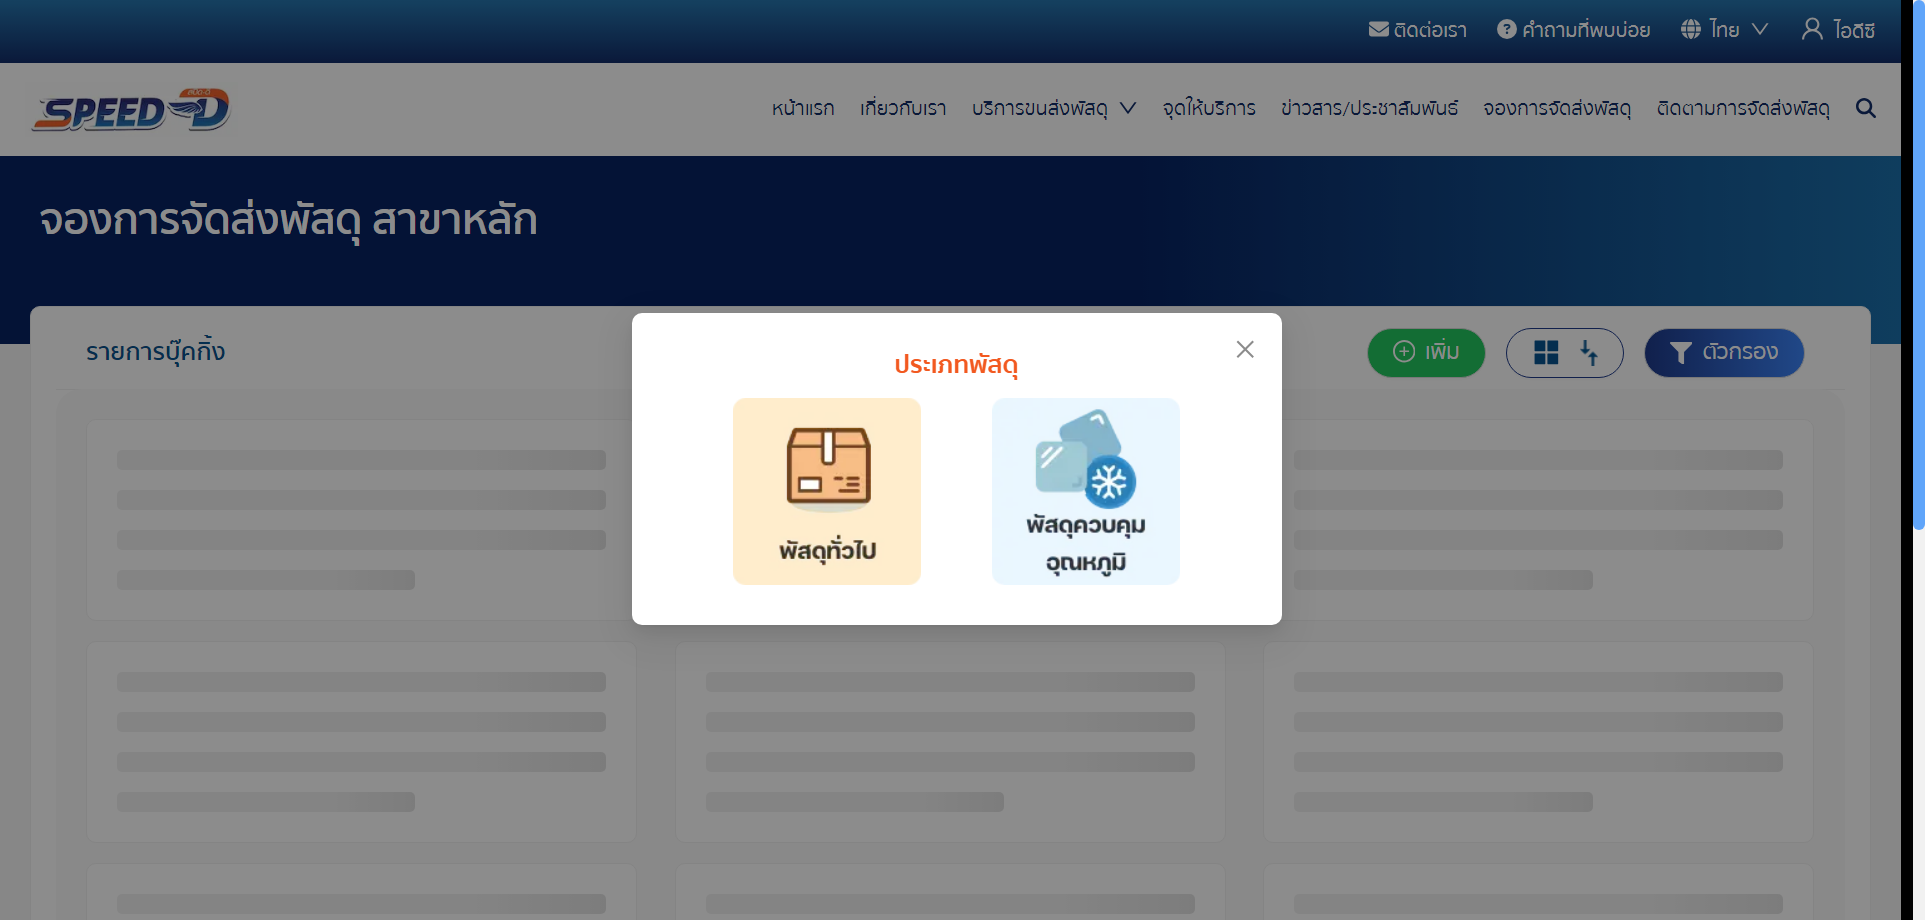 ติดต่อเรา คำถามที่พบบ่อย ไทย ไอดีซี
SPEED-D
หน้าแรก เกี่ยวกับเรา บริการขนส่งพัสดุ จุดให้บริการ ข่าวสาร/ประชาสัมพันธ์ จองการจัดส่งพัสดุ ติดตามการจัดส่งพัสดุ
จองการจัดส่งพัสดุ สาขาหลัก
รายการบุ๊คกิ้ง
เพิ่ม
ตัวกรอง
ประเภทพัสดุ
พัสดุทั่วไป
พัสดุควบคุม
อุณหภูมิ